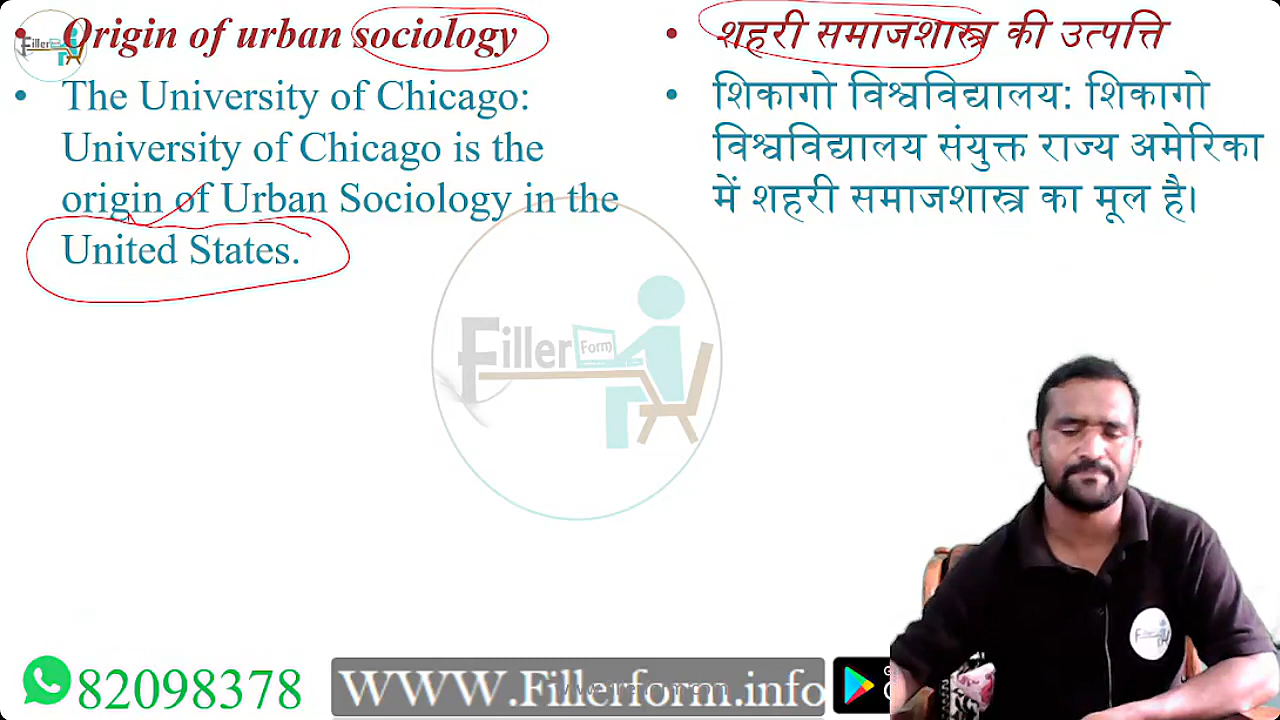 Origin of urban sociology
The University of Chicago:
University of Chicago is the
origin of Urban Sociology in the
United States.
शहरी समाजशास्त्र की उत्पत्ति
शिकागो विश्वविद्यालय: शिकागो
विश्वविद्यालय संयुक्त राज्य अमेरिका
में शहरी समाजशास्त्र का मूल है।
Filler
Filler Form
82098378
www.Fillerform.info